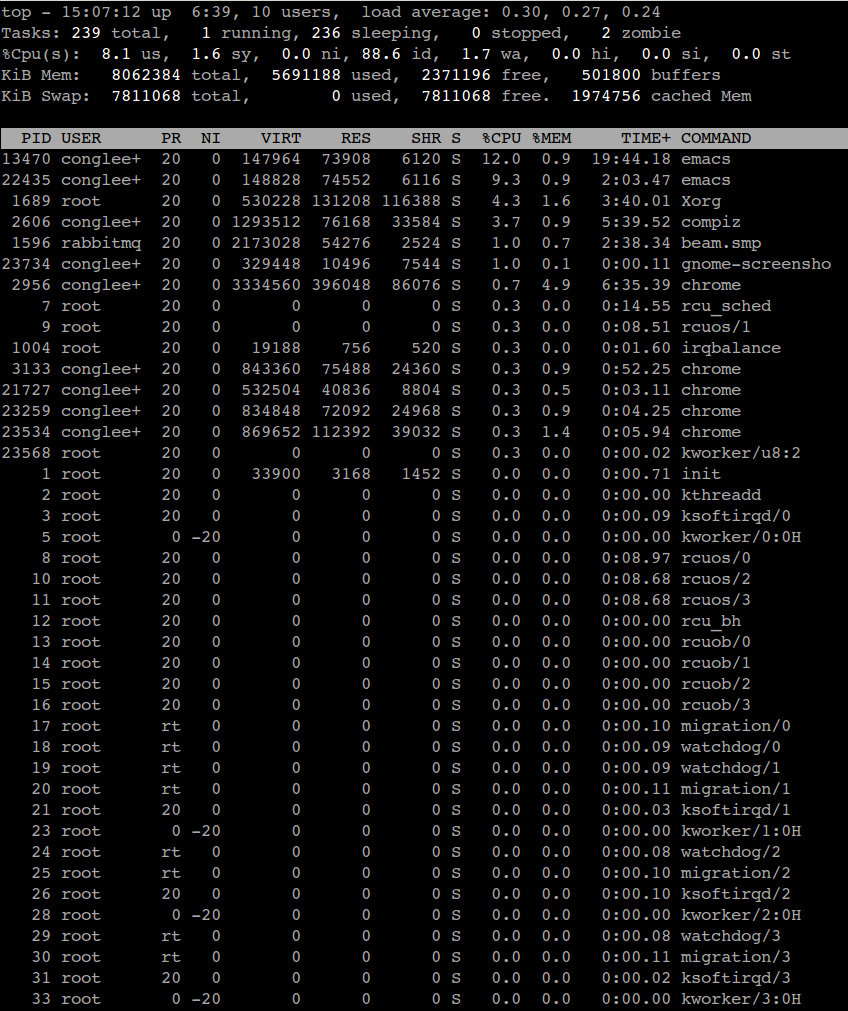 top - 15:07:12 up  6:39, 10 users,  load average: 0.30, 0.27, 0.24
Tasks: 239 total,   1 running, 236 sleeping,   0 stopped,   2 zombie
%Cpu(s):  8.1 us,  1.6 sy,  0.0 ni, 88.6 id,  1.7 wa,  0.0 hi,  0.0 si,  0.0 st
KiB Mem:   8062384 total,  5691188 used,  2371196 free,   501800 buffers
KiB Swap:  7811068 total,        0 used,  7811068 free.  1974756 cached Mem
  PID USER      PR  NI    VIRT    RES    SHR S  %CPU %MEM     TIME+ COMMAND
13470 conglee+  20   0  147964  73908   6120 S  12.0  0.9  19:44.18 emacs
22435 conglee+  20   0  148828  74552   6116 S   9.3  0.9   2:03.47 emacs
 1689 root      20   0  530228 131208 116388 S   4.3  1.6   3:40.01 Xorg
 2606 conglee+  20   0 1293512  76168  33584 S   3.7  0.9   5:39.52 compiz
 1596 rabbitmq  20   0 2173028  54276   2524 S   1.0  0.7   2:38.34 beam.smp
23734 conglee+  20   0  329448  10496   7544 S   1.0  0.1   0:00.11 gnome-screensho
 2956 conglee+  20   0 3334560 396048  86076 S   0.7  4.9   6:35.39 chrome
    7 root      20   0       0      0      0 S   0.3  0.0   0:14.55 rcu_sched
    9 root      20   0       0      0      0 S   0.3  0.0   0:08.51 rcuos/1
 1004 root      20   0   19188    756    520 S   0.3  0.0   0:01.60 irqbalance
 3133 conglee+  20   0  843360  75488  24360 S   0.3  0.9   0:52.25 chrome
21727 conglee+  20   0  532504  40836   8804 S   0.3  0.5   0:03.11 chrome
23259 conglee+  20   0  834848  72092  24968 S   0.3  0.9   0:04.25 chrome
23534 conglee+  20   0  869652 112392  39032 S   0.3  1.4   0:05.94 chrome
23568 root      20   0       0      0      0 S   0.3  0.0   0:00.02 kworker/u8:2
    1 root      20   0   33900   3168   1452 S   0.0  0.0   0:00.71 init
    2 root      20   0       0      0      0 S   0.0  0.0   0:00.00 kthreadd
    3 root      20   0       0      0      0 S   0.0  0.0   0:00.09 ksoftirqd/0
    5 root       0 -20       0      0      0 S   0.0  0.0   0:00.00 kworker/0:0H
    8 root      20   0       0      0      0 S   0.0  0.0   0:08.97 rcuos/0
   10 root      20   0       0      0      0 S   0.0  0.0   0:08.68 rcuos/2
   11 root      20   0       0      0      0 S   0.0  0.0   0:08.68 rcuos/3
   12 root      20   0       0      0      0 S   0.0  0.0   0:00.00 rcu_bh
   13 root      20   0       0      0      0 S   0.0  0.0   0:00.00 rcuob/0
   14 root      20   0       0      0      0 S   0.0  0.0   0:00.00 rcuob/1
   15 root      20   0       0      0      0 S   0.0  0.0   0:00.00 rcuob/2
   16 root      20   0       0      0      0 S   0.0  0.0   0:00.00 rcuob/3
   17 root      rt   0       0      0      0 S   0.0  0.0   0:00.10 migration/0
   18 root      rt   0       0      0      0 S   0.0  0.0   0:00.09 watchdog/0
   19 root      rt   0       0      0      0 S   0.0  0.0   0:00.09 watchdog/1
   20 root      rt   0       0      0      0 S   0.0  0.0   0:00.11 migration/1
   21 root      20   0       0      0      0 S   0.0  0.0   0:00.03 ksoftirqd/1
   23 root       0 -20       0      0      0 S   0.0  0.0   0:00.00 kworker/1:0H
   24 root      rt   0       0      0      0 S   0.0  0.0   0:00.08 watchdog/2
   25 root      rt   0       0      0      0 S   0.0  0.0   0:00.10 migration/2
   26 root      20   0       0      0      0 S   0.0  0.0   0:00.10 ksoftirqd/2
   28 root       0 -20       0      0      0 S   0.0  0.0   0:00.00 kworker/2:0H
   29 root      rt   0       0      0      0 S   0.0  0.0   0:00.08 watchdog/3
   30 root      rt   0       0      0      0 S   0.0  0.0   0:00.11 migration/3
   31 root      20   0       0      0      0 S   0.0  0.0   0:00.02 ksoftirqd/3
   33 root       0 -20       0      0      0 S   0.0  0.0   0:00.00 kworker/3:0H